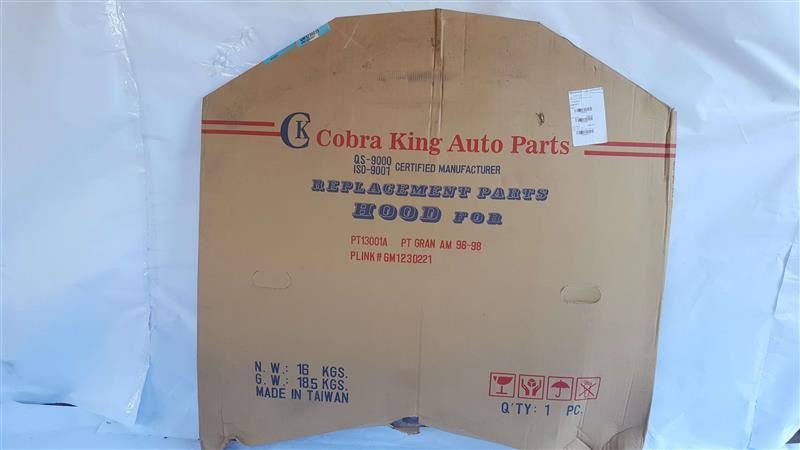 CK Cobra King Auto Parts
QS-9000
ISO-9001 CERTIFIED MANUFACTURER
REPLACEMENT PARTS
HOOD FOR
PT13001A PT GRAN AM 96-98
PLINK # GM1230221
N. W.: 16 KGS.
G. W.: 18.5 KGS.
MADE IN TAIWAN
Q'TY: 1 PC.